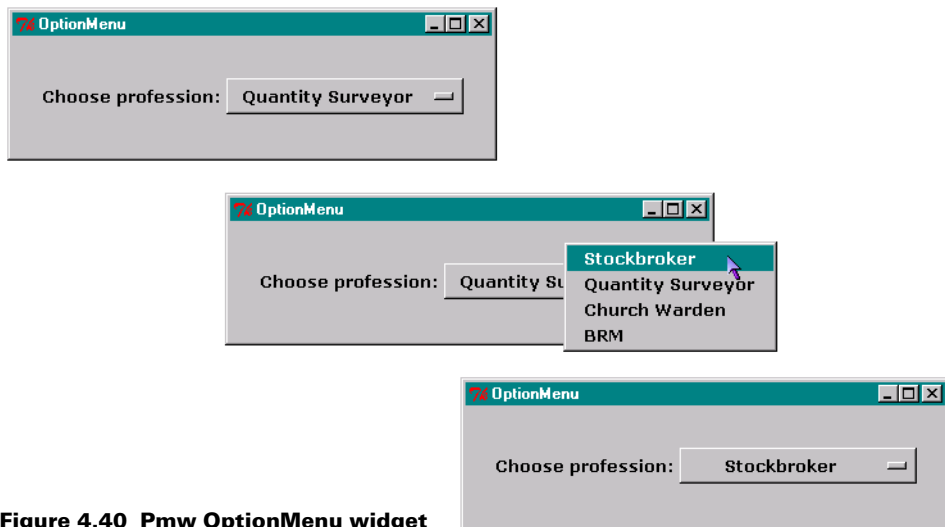 OptionMenu
Choose profession: Quantity Surveyor
OptionMenu
Choose profession: Quantity Su
Stockbroker
Quantity Surveyor
Church Warden
BRM
OptionMenu
Choose profession: Stockbroker
Figure 4.40 Pmw OptionMenu widget